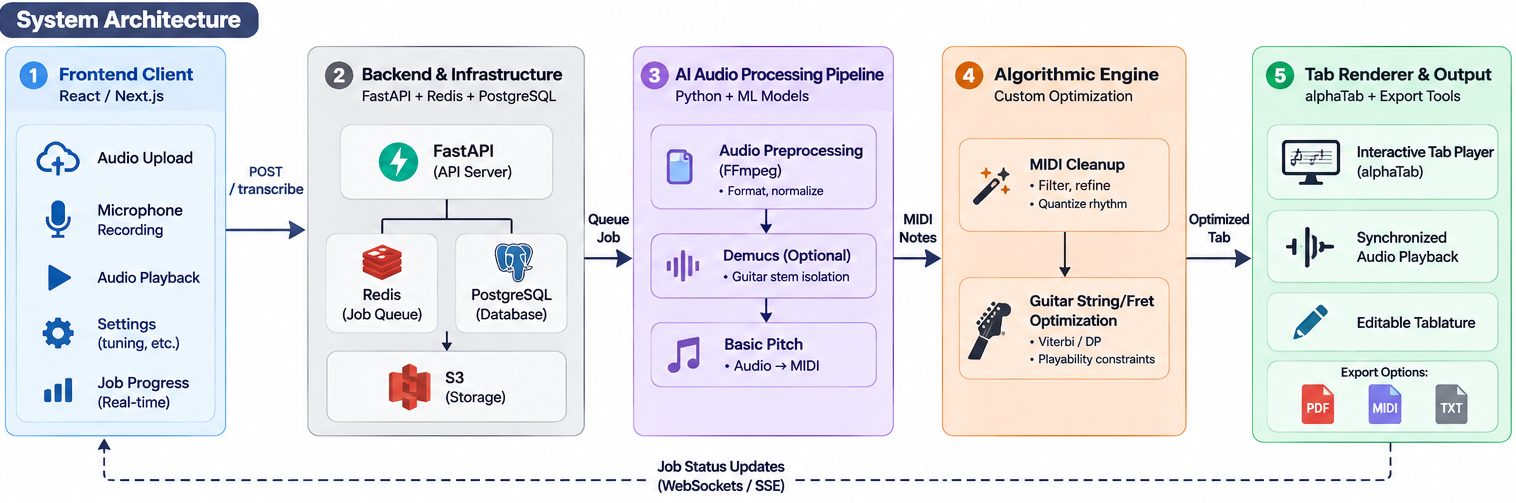 System Architecture
1
Frontend Client
React / Next.js
Audio Upload
Microphone
Recording
Audio Playback
Settings
(tuning, etc.)
Job Progress
(Real-time)
POST
/ transcribe
2
Backend & Infrastructure
FastAPI + Redis + PostgreSQL
FastAPI
(API Server)
Redis
(Job Queue)
PostgreSQL
(Database)
S3
(Storage)
Queue
Job
3
AI Audio Processing Pipeline
Python + ML Models
Audio Preprocessing
(FFmpeg)
• Format, normalize
Demucs (Optional)
• Guitar stem isolation
Basic Pitch
• Audio → MIDI
MIDI
Notes
4
Algorithmic Engine
Custom Optimization
MIDI Cleanup
• Filter, refine
• Quantize rhythm
Guitar String/Fret
Optimization
• Viterbi / DP
• Playability constraints
Optimized
Tab
5
Tab Renderer & Output
alphaTab + Export Tools
Interactive Tab Player
(alphaTab)
Synchronized
Audio Playback
Editable Tablature
Export Options:
PDF
MIDI
TXT
Job Status Updates
(WebSockets / SSE)